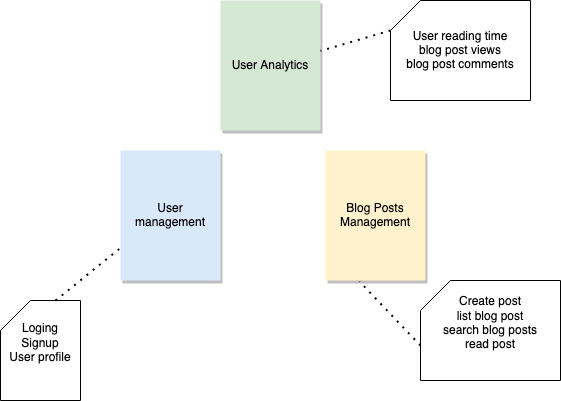 User Analytics
User reading time
blog post views
blog post comments
User
management
Blog Posts
Management
Loging
Signup
User profile
Create post
list blog post
search blog posts
read post